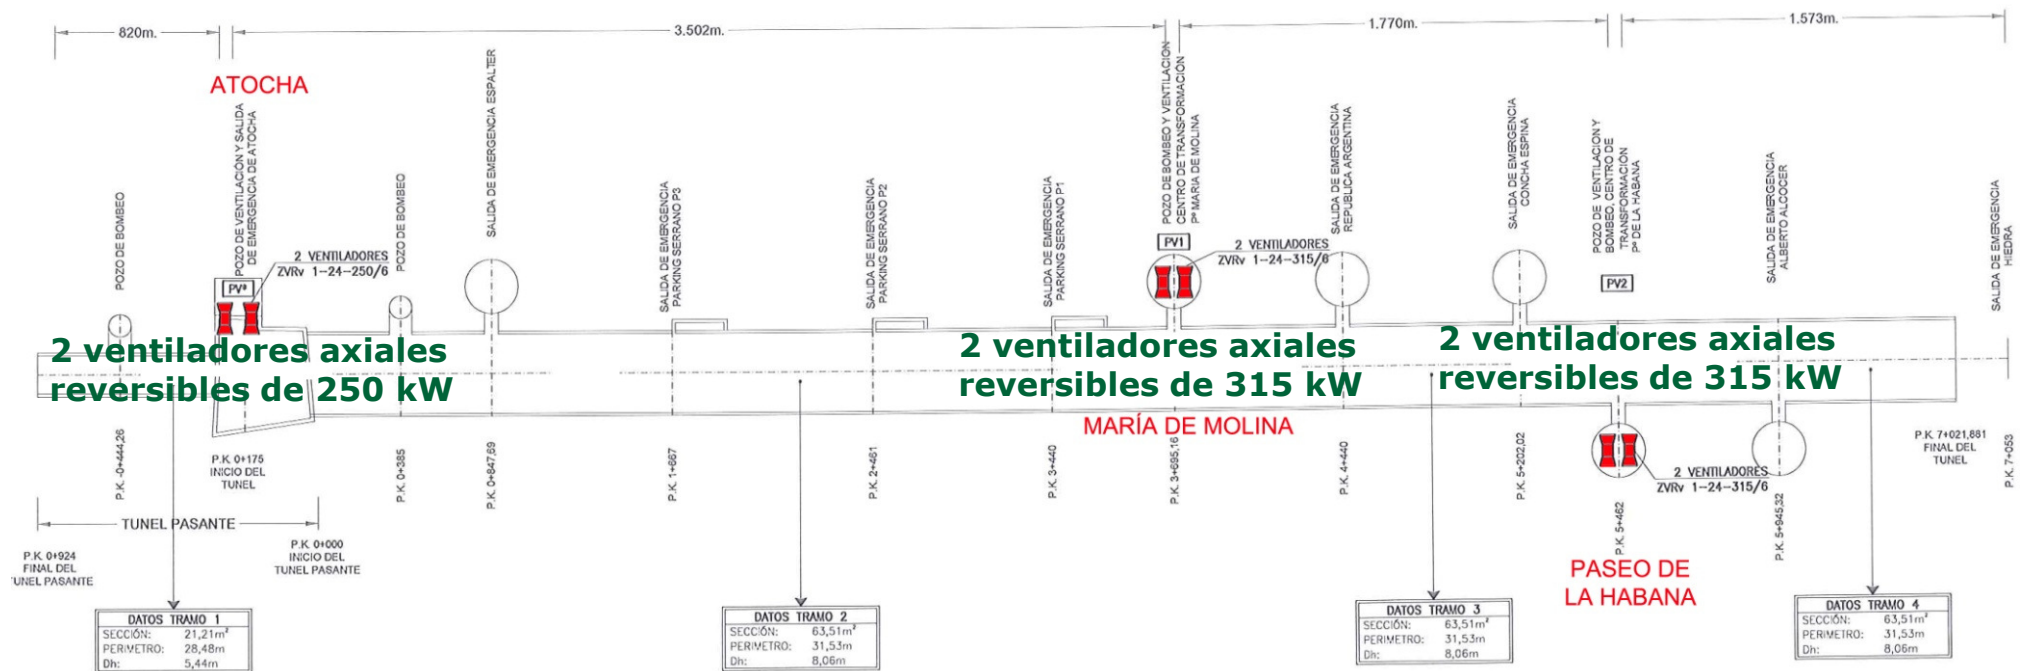 820m.
3.502m.
1.770m.
1.573m.
ATOCHA
POZO DE BOMBEO
POZO DE VENTILACIÓN Y SALIDA
DE EMERGENCIA DE ATOCHA
POZO DE BOMBEO
SALIDA DE EMERGENCIA ESPALTER
SALIDA DE EMERGENCIA
PARKING SERRANO P3
SALIDA DE EMERGENCIA
PARKING SERRANO P2
SALIDA DE EMERGENCIA
PARKING SERRANO P1
POZO DE BOMBEO Y VENTILACION
CENTRO DE TRANSFORMACIÓN
Pº MARIA DE MOLINA
SALIDA DE EMERGENCIA
REPUBLICA ARGENTINA
SALIDA DE EMERGENCIA
CONCHA ESPINA
POZO DE VENTILACION Y
BOMBEO, CENTRO DE
TRANSFORMACIÓN
Pº DE LA HABANA
SALIDA DE EMERGENCIA
ALBERTO ALCOCER
SALIDA DE EMERGENCIA
HIEDRA
2 VENTILADORES
ZVRv 1-24-250/6
PV1
2 VENTILADORES
ZVRv 1-24-315/6
PV2
2 ventiladores axiales
reversibles de 250 kW
2 ventiladores axiales
reversibles de 315 kW
2 ventiladores axiales
reversibles de 315 kW
MARÍA DE MOLINA
2 VENTILADORES
ZVRv 1-24-315/6
P.K. -0+444,26
P.K. 0+175
INICIO DEL
TUNEL
P.K. 0+385
P.K. 0+847,69
P.K. 1+667
P.K. 2+461
P.K. 3+440
P.K. 3+695,16
P.K. 4+440
P.K. 5+202,02
P.K. 5+462
P.K. 5+945,32
P.K. 7+021,681
FINAL DEL
TUNEL
P.K. 7+053
TUNEL PASANTE
P.K. 0+924
FINAL DEL
TUNEL PASANTE
P.K. 0+000
INICIO DEL
TUNEL PASANTE
PASEO DE
LA HABANA
DATOS TRAMO 1
SECCIÓN: 21,21m²
PERIMETRO: 28,48m
Dh: 5,44m
DATOS TRAMO 2
SECCIÓN: 63,51m²
PERIMETRO: 31,53m
Dh: 8,06m
DATOS TRAMO 3
SECCIÓN: 63,51m²
PERIMETRO: 31,53m
Dh: 8,06m
DATOS TRAMO 4
SECCIÓN: 63,51m²
PERIMETRO: 31,53m
Dh: 8,06m